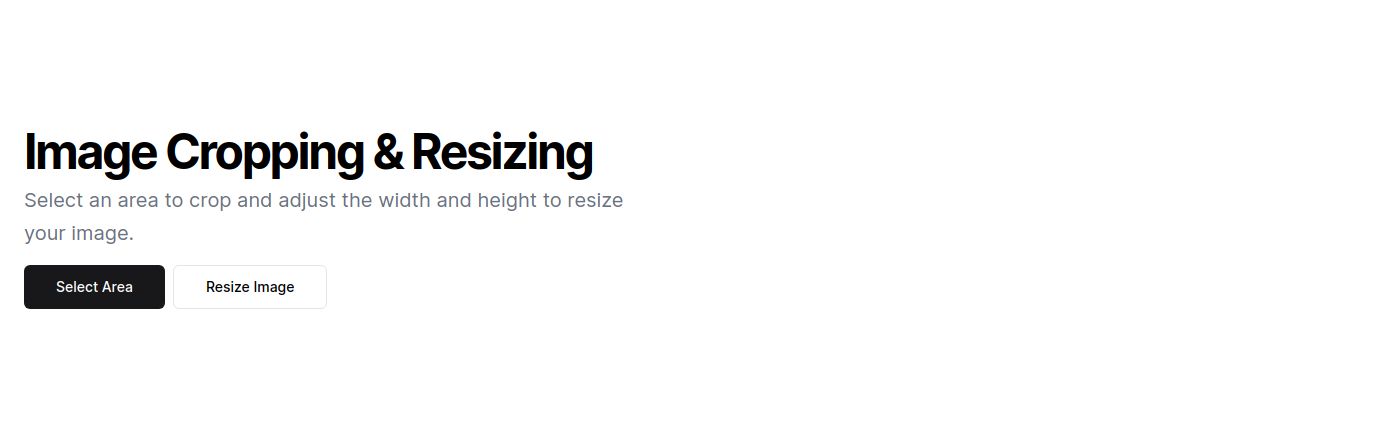 Image Cropping & Resizing
Select an area to crop and adjust the width and height to resize
your image.
Select Area
Resize Image